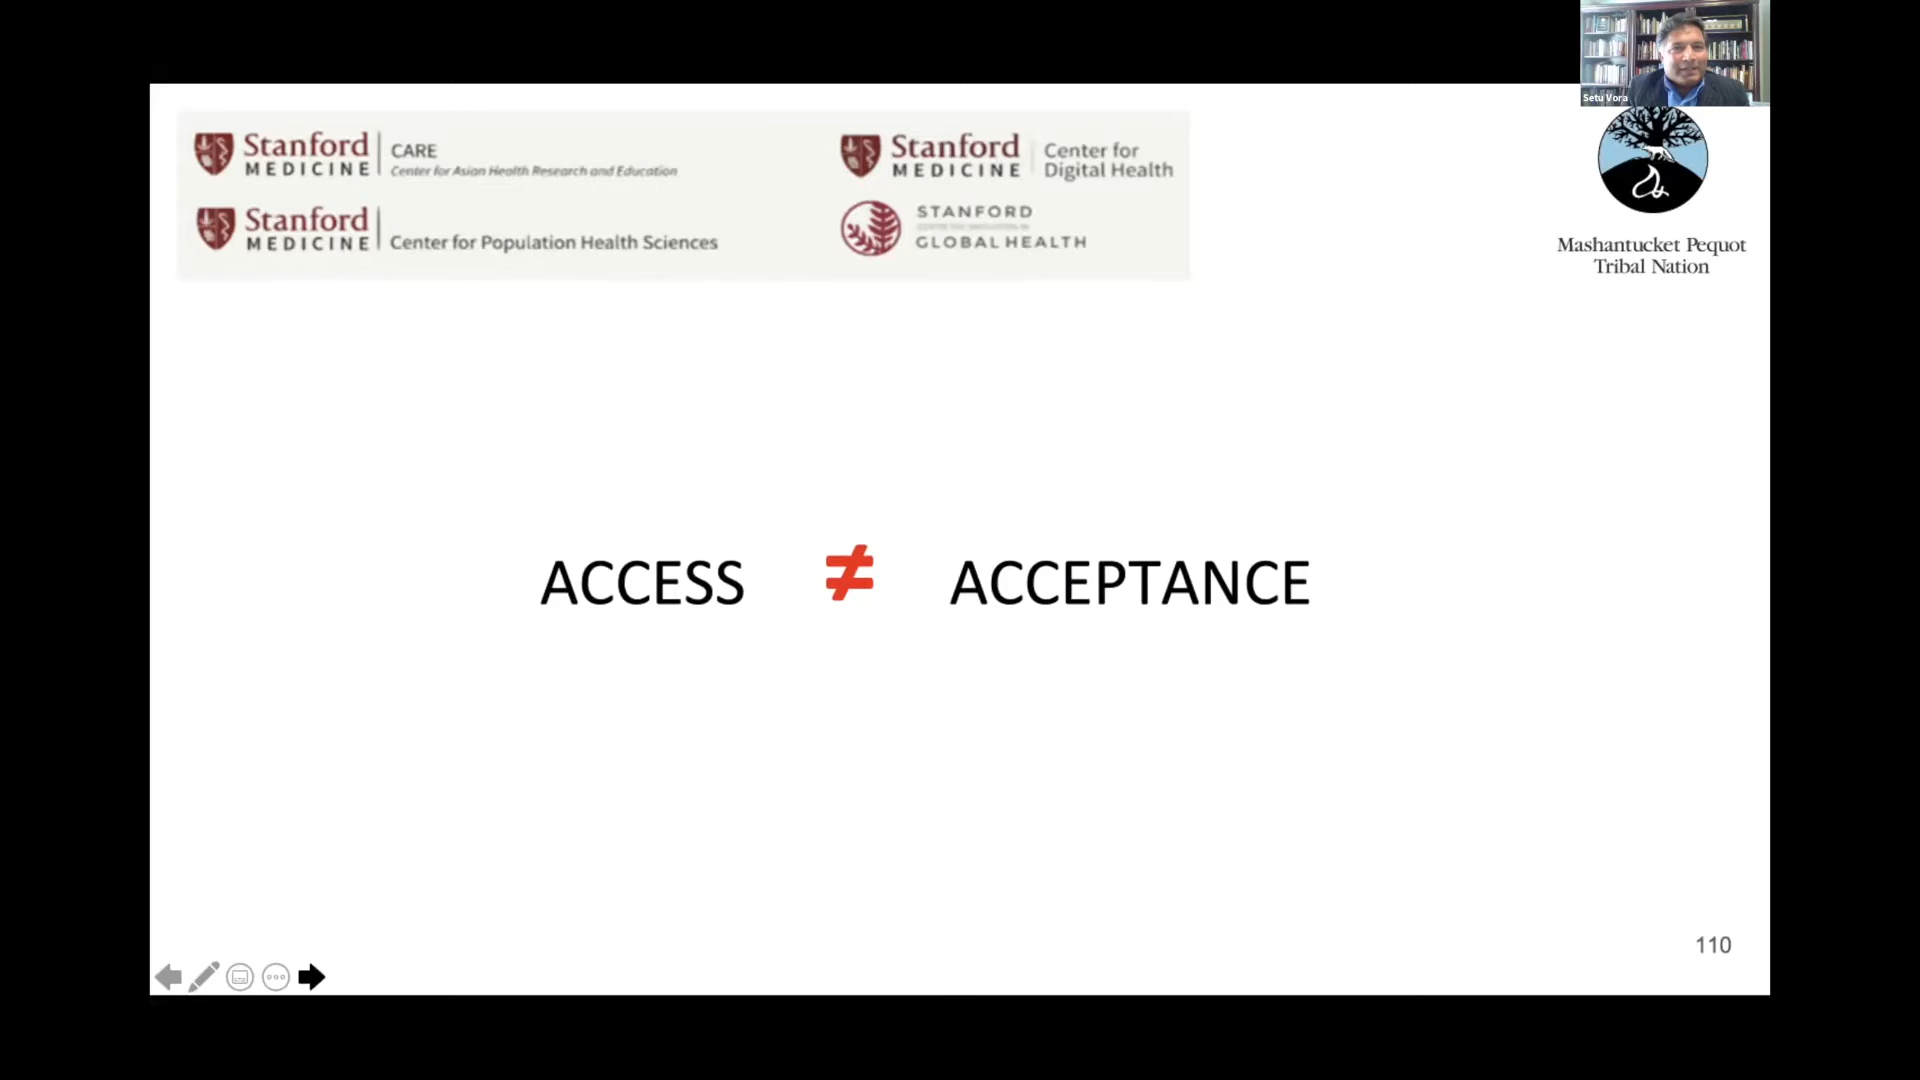 Setu Vora
Stanford
MEDICINE
CARE
Center for Asian Health Research and Education
Stanford
MEDICINE
Center for
Digital Health
Stanford
MEDICINE
Center for Population Health Sciences
STANFORD
GLOBAL HEALTH
Mashantucket Pequot
Tribal Nation
ACCESS ≠ ACCEPTANCE
110